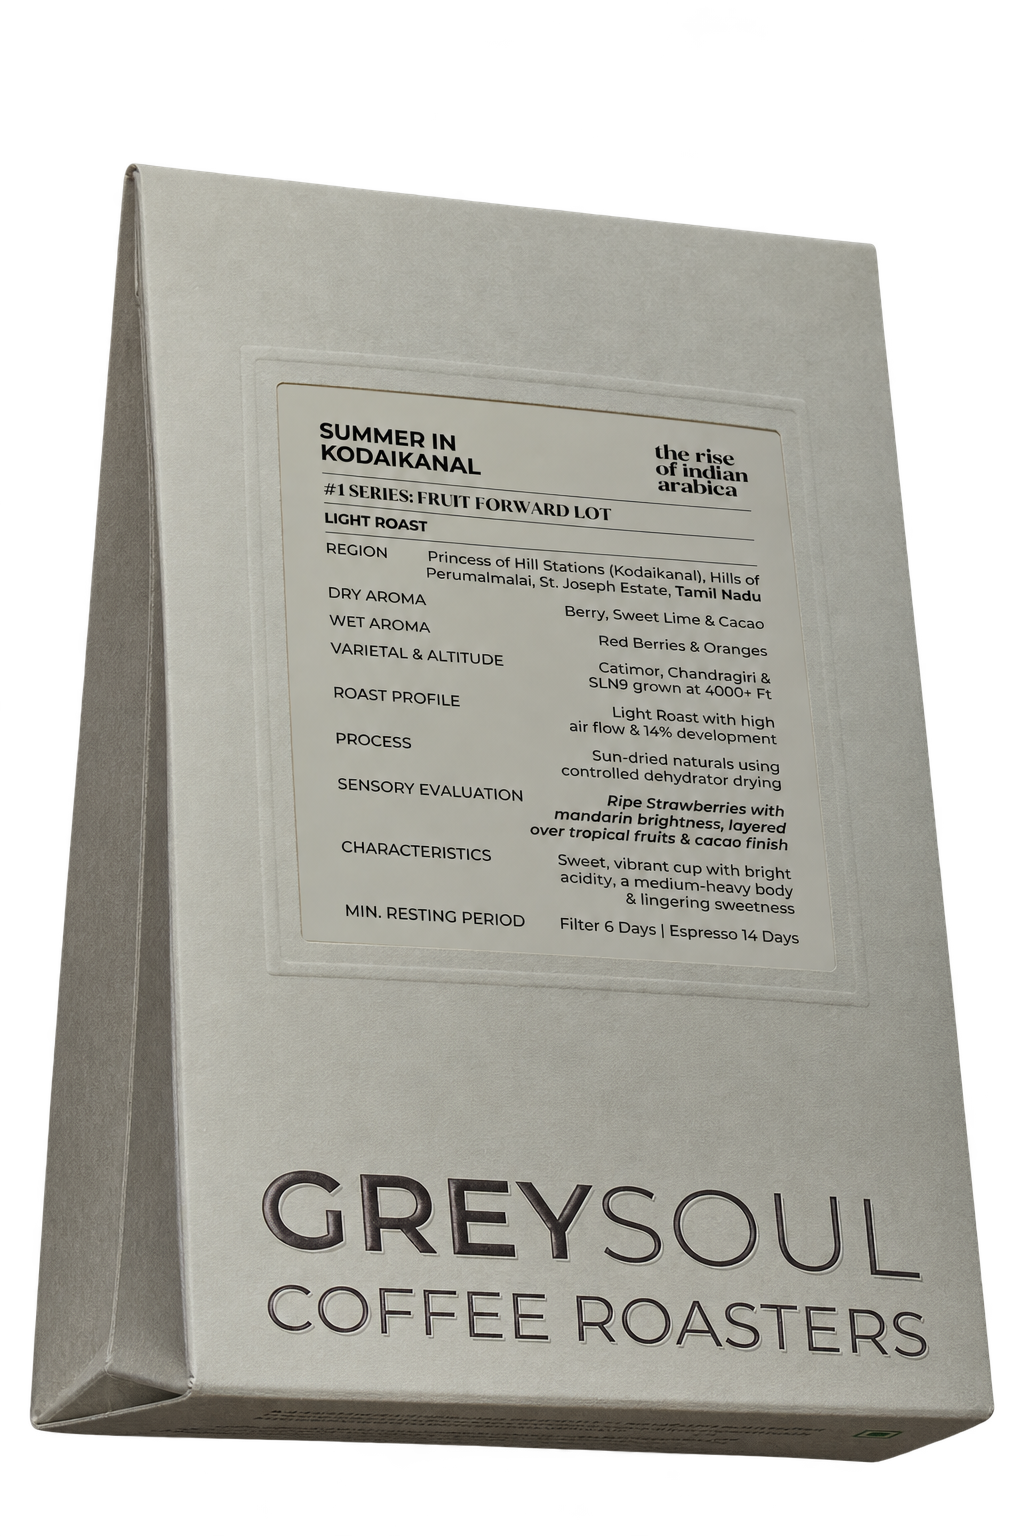 SUMMER IN
KODAIKANAL
the rise
of indian
arabica
#1 SERIES: FRUIT FORWARD LOT
LIGHT ROAST
REGION
Princess of Hill Stations (Kodaikanal), Hills of
Perumalmalai, St. Joseph Estate, Tamil Nadu
DRY AROMA
Berry, Sweet Lime & Cacao
WET AROMA
Red Berries & Oranges
VARIETAL & ALTITUDE
Catimor, Chandragiri &
SLN9 grown at 4000+ Ft
ROAST PROFILE
Light Roast with high
air flow & 14% development
PROCESS
Sun-dried naturals using
controlled dehydrator drying
SENSORY EVALUATION
Ripe Strawberries with
mandarin brightness, layered
over tropical fruits & cacao finish
CHARACTERISTICS
Sweet, vibrant cup with bright
acidity, a medium-heavy body
& lingering sweetness
MIN. RESTING PERIOD
Filter 6 Days | Espresso 14 Days
GREYSOUL
COFFEE ROASTERS